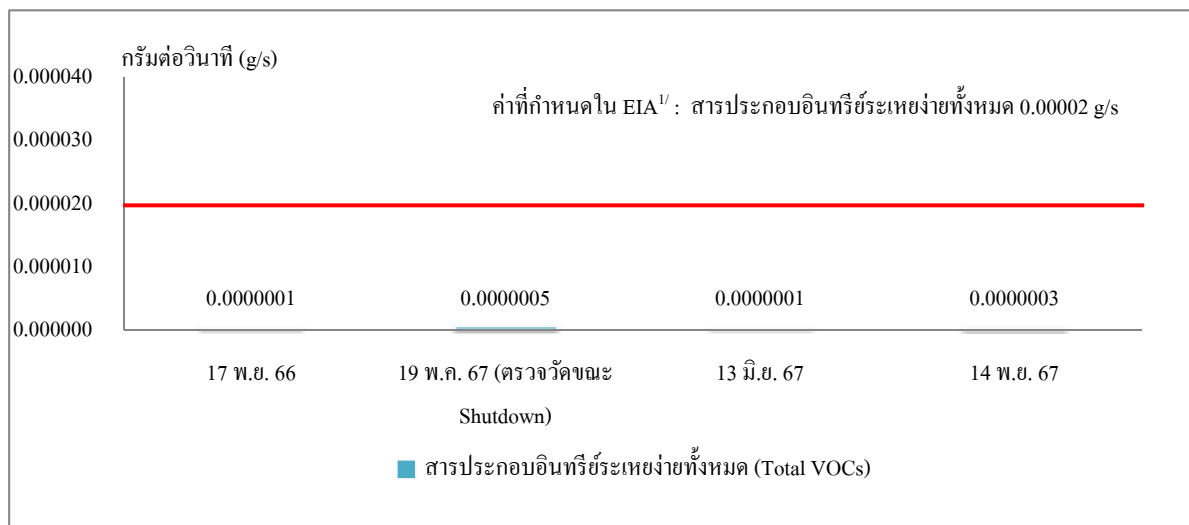 กรัมต่อวินาที (g/s)
0.000040
ค่าที่กำหนดใน EIA1/ : สารประกอบอินทรีย์ระเหยง่ายทั้งหมด 0.00002 g/s
0.000030
0.000020
0.000010
0.0000001 0.0000005 0.0000001 0.0000003
0.000000
17 พ.ย. 66 19 พ.ค. 67 (ตรวจวัดขณะ 13 มิ.ย. 67 14 พ.ย. 67
Shutdown)
สารประกอบอินทรีย์ระเหยง่ายทั้งหมด (Total VOCs)